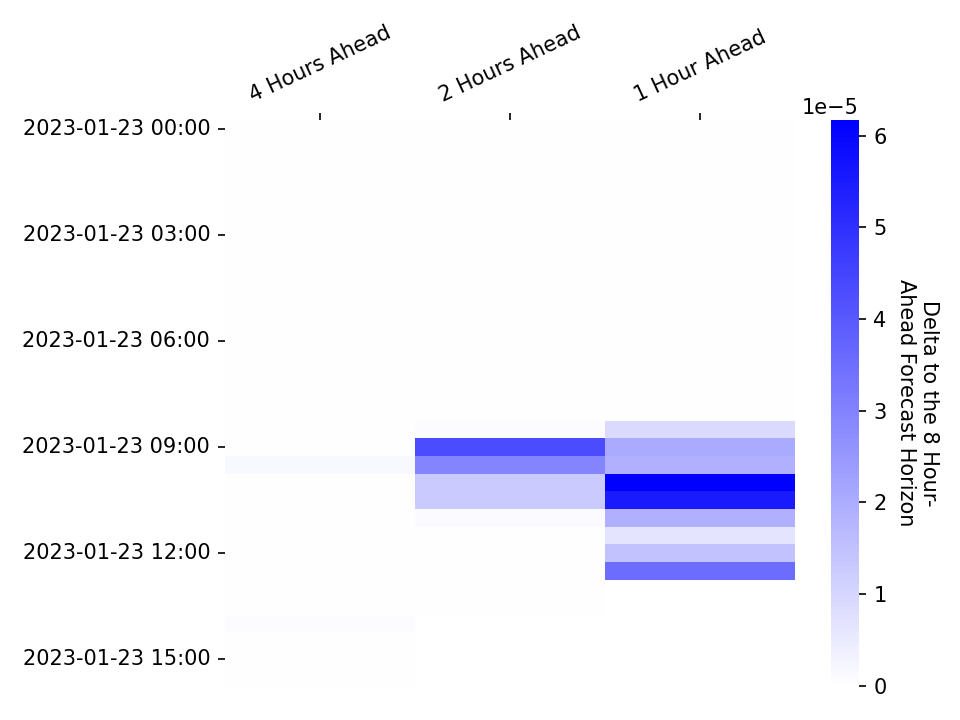 4 Hours Ahead
2 Hours Ahead
1 Hour Ahead
2023-01-23 00:00
2023-01-23 03:00
2023-01-23 06:00
2023-01-23 09:00
2023-01-23 12:00
2023-01-23 15:00
1e−5
6
5
4
3
2
1
0
Delta to the 8 Hour-
Ahead Forecast Horizon